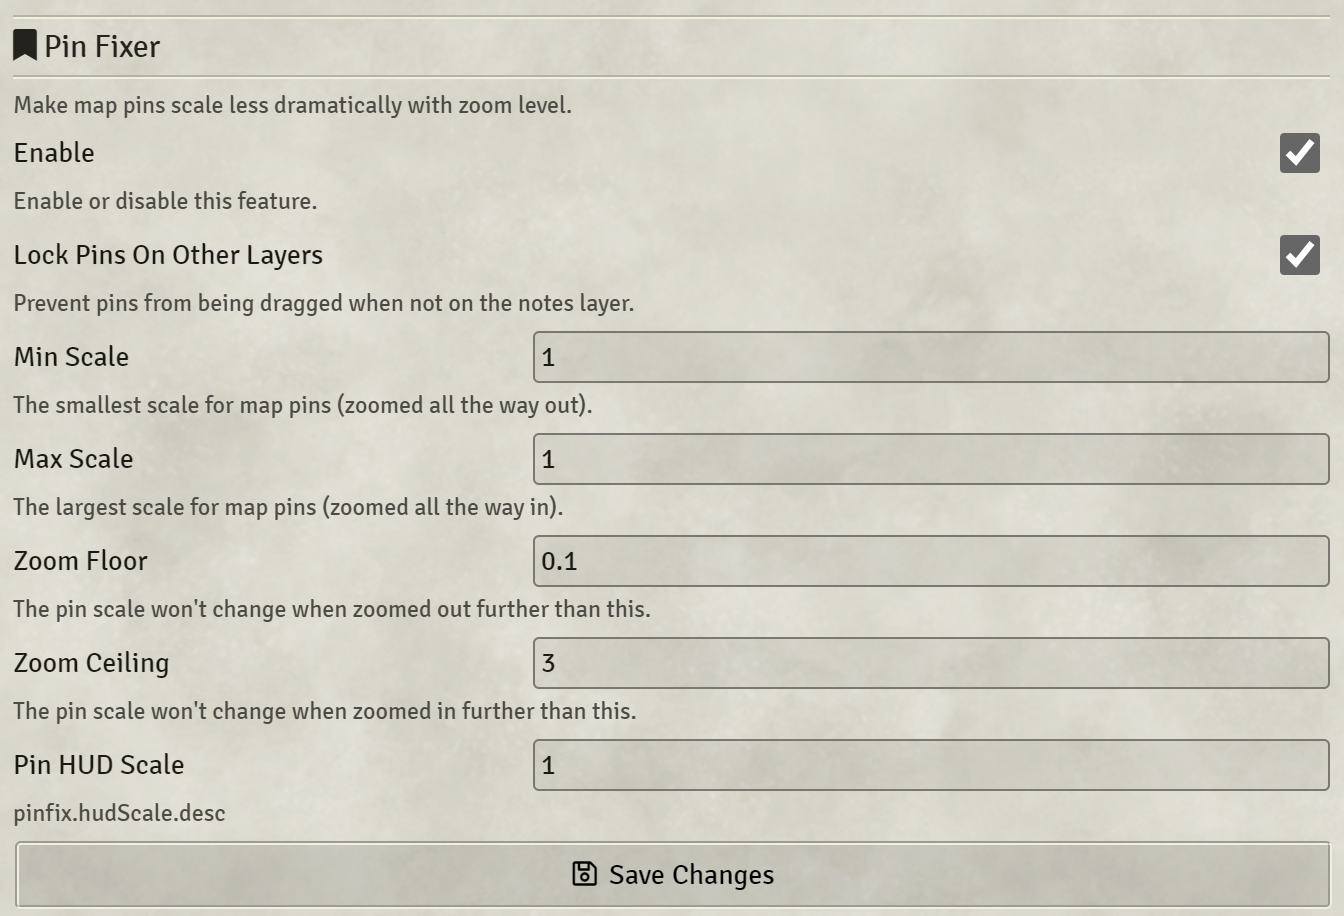 Pin Fixer
Make map pins scale less dramatically with zoom level.
Enable
Enable or disable this feature.
Lock Pins On Other Layers
Prevent pins from being dragged when not on the notes layer.
Min Scale 1
The smallest scale for map pins (zoomed all the way out).
Max Scale 1
The largest scale for map pins (zoomed all the way in).
Zoom Floor 0.1
The pin scale won't change when zoomed out further than this.
Zoom Ceiling 3
The pin scale won't change when zoomed in further than this.
Pin HUD Scale 1
pinfix.hudScale.desc
Save Changes